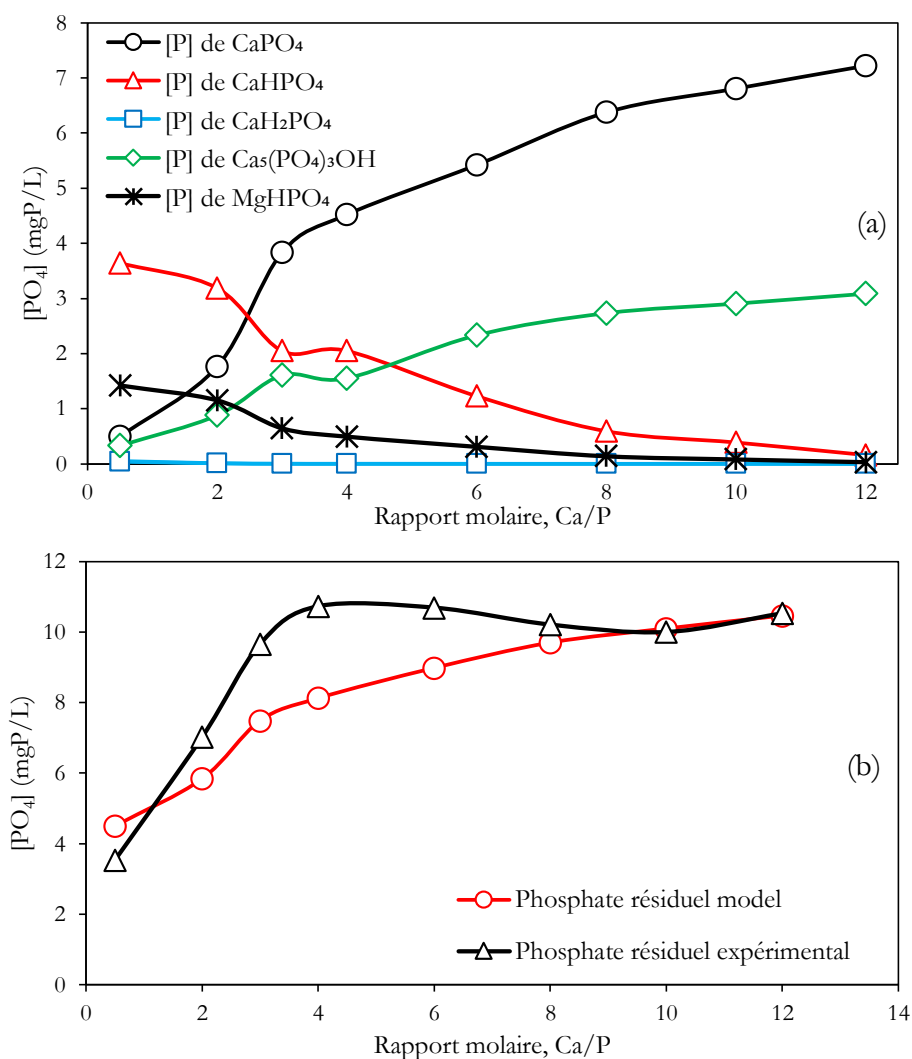 [P] de CaPO₄
[P] de CaHPO₄
[P] de CaH₂PO₄
[P] de Ca₅(PO₄)₃OH
[P] de MgHPO₄
(a)
[PO₄] (mgP/L)
8
7
6
5
4
3
2
1
0
0 2 4 6 8 10 12
Rapport molaire, Ca/P
[PO₄] (mgP/L)
12
10
8
6
4
2
0
(b)
Phosphate résiduel model
Phosphate résiduel expérimental
0 2 4 6 8 10 12 14
Rapport molaire, Ca/P